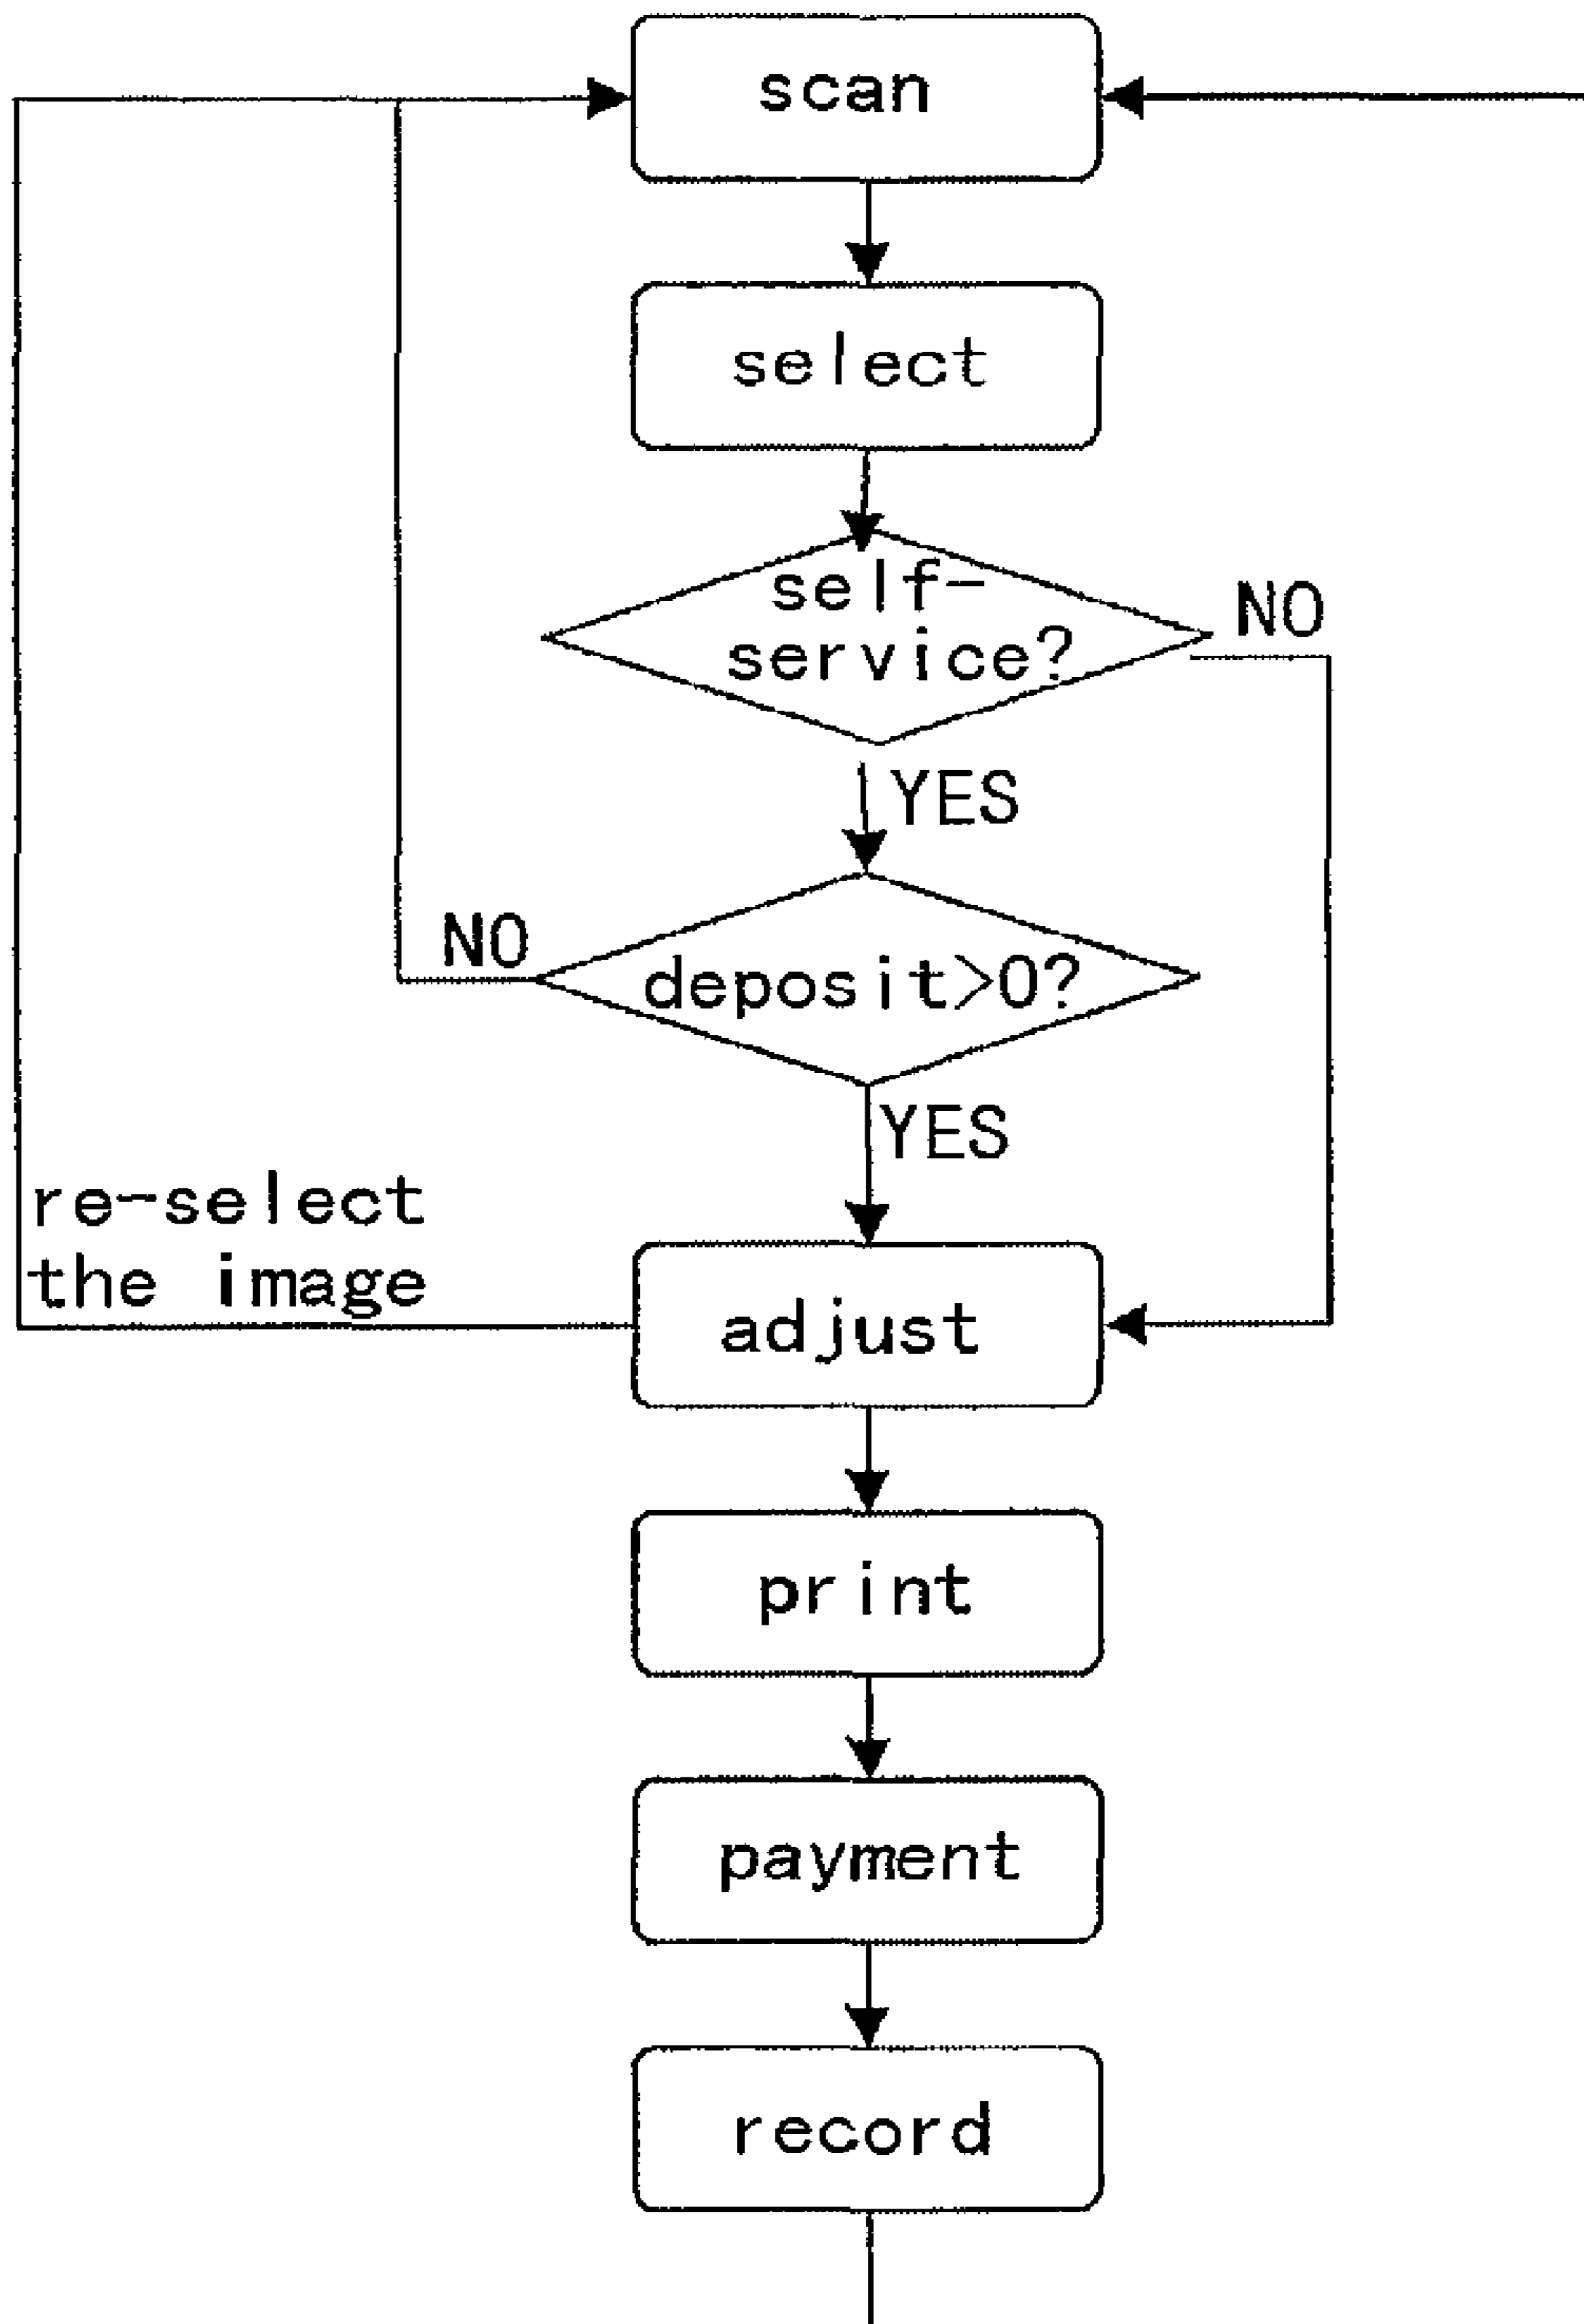 scan
select
self-
service?
NO
YES
NO
deposit>0?
YES
re-select
the image
adjust
print
payment
record